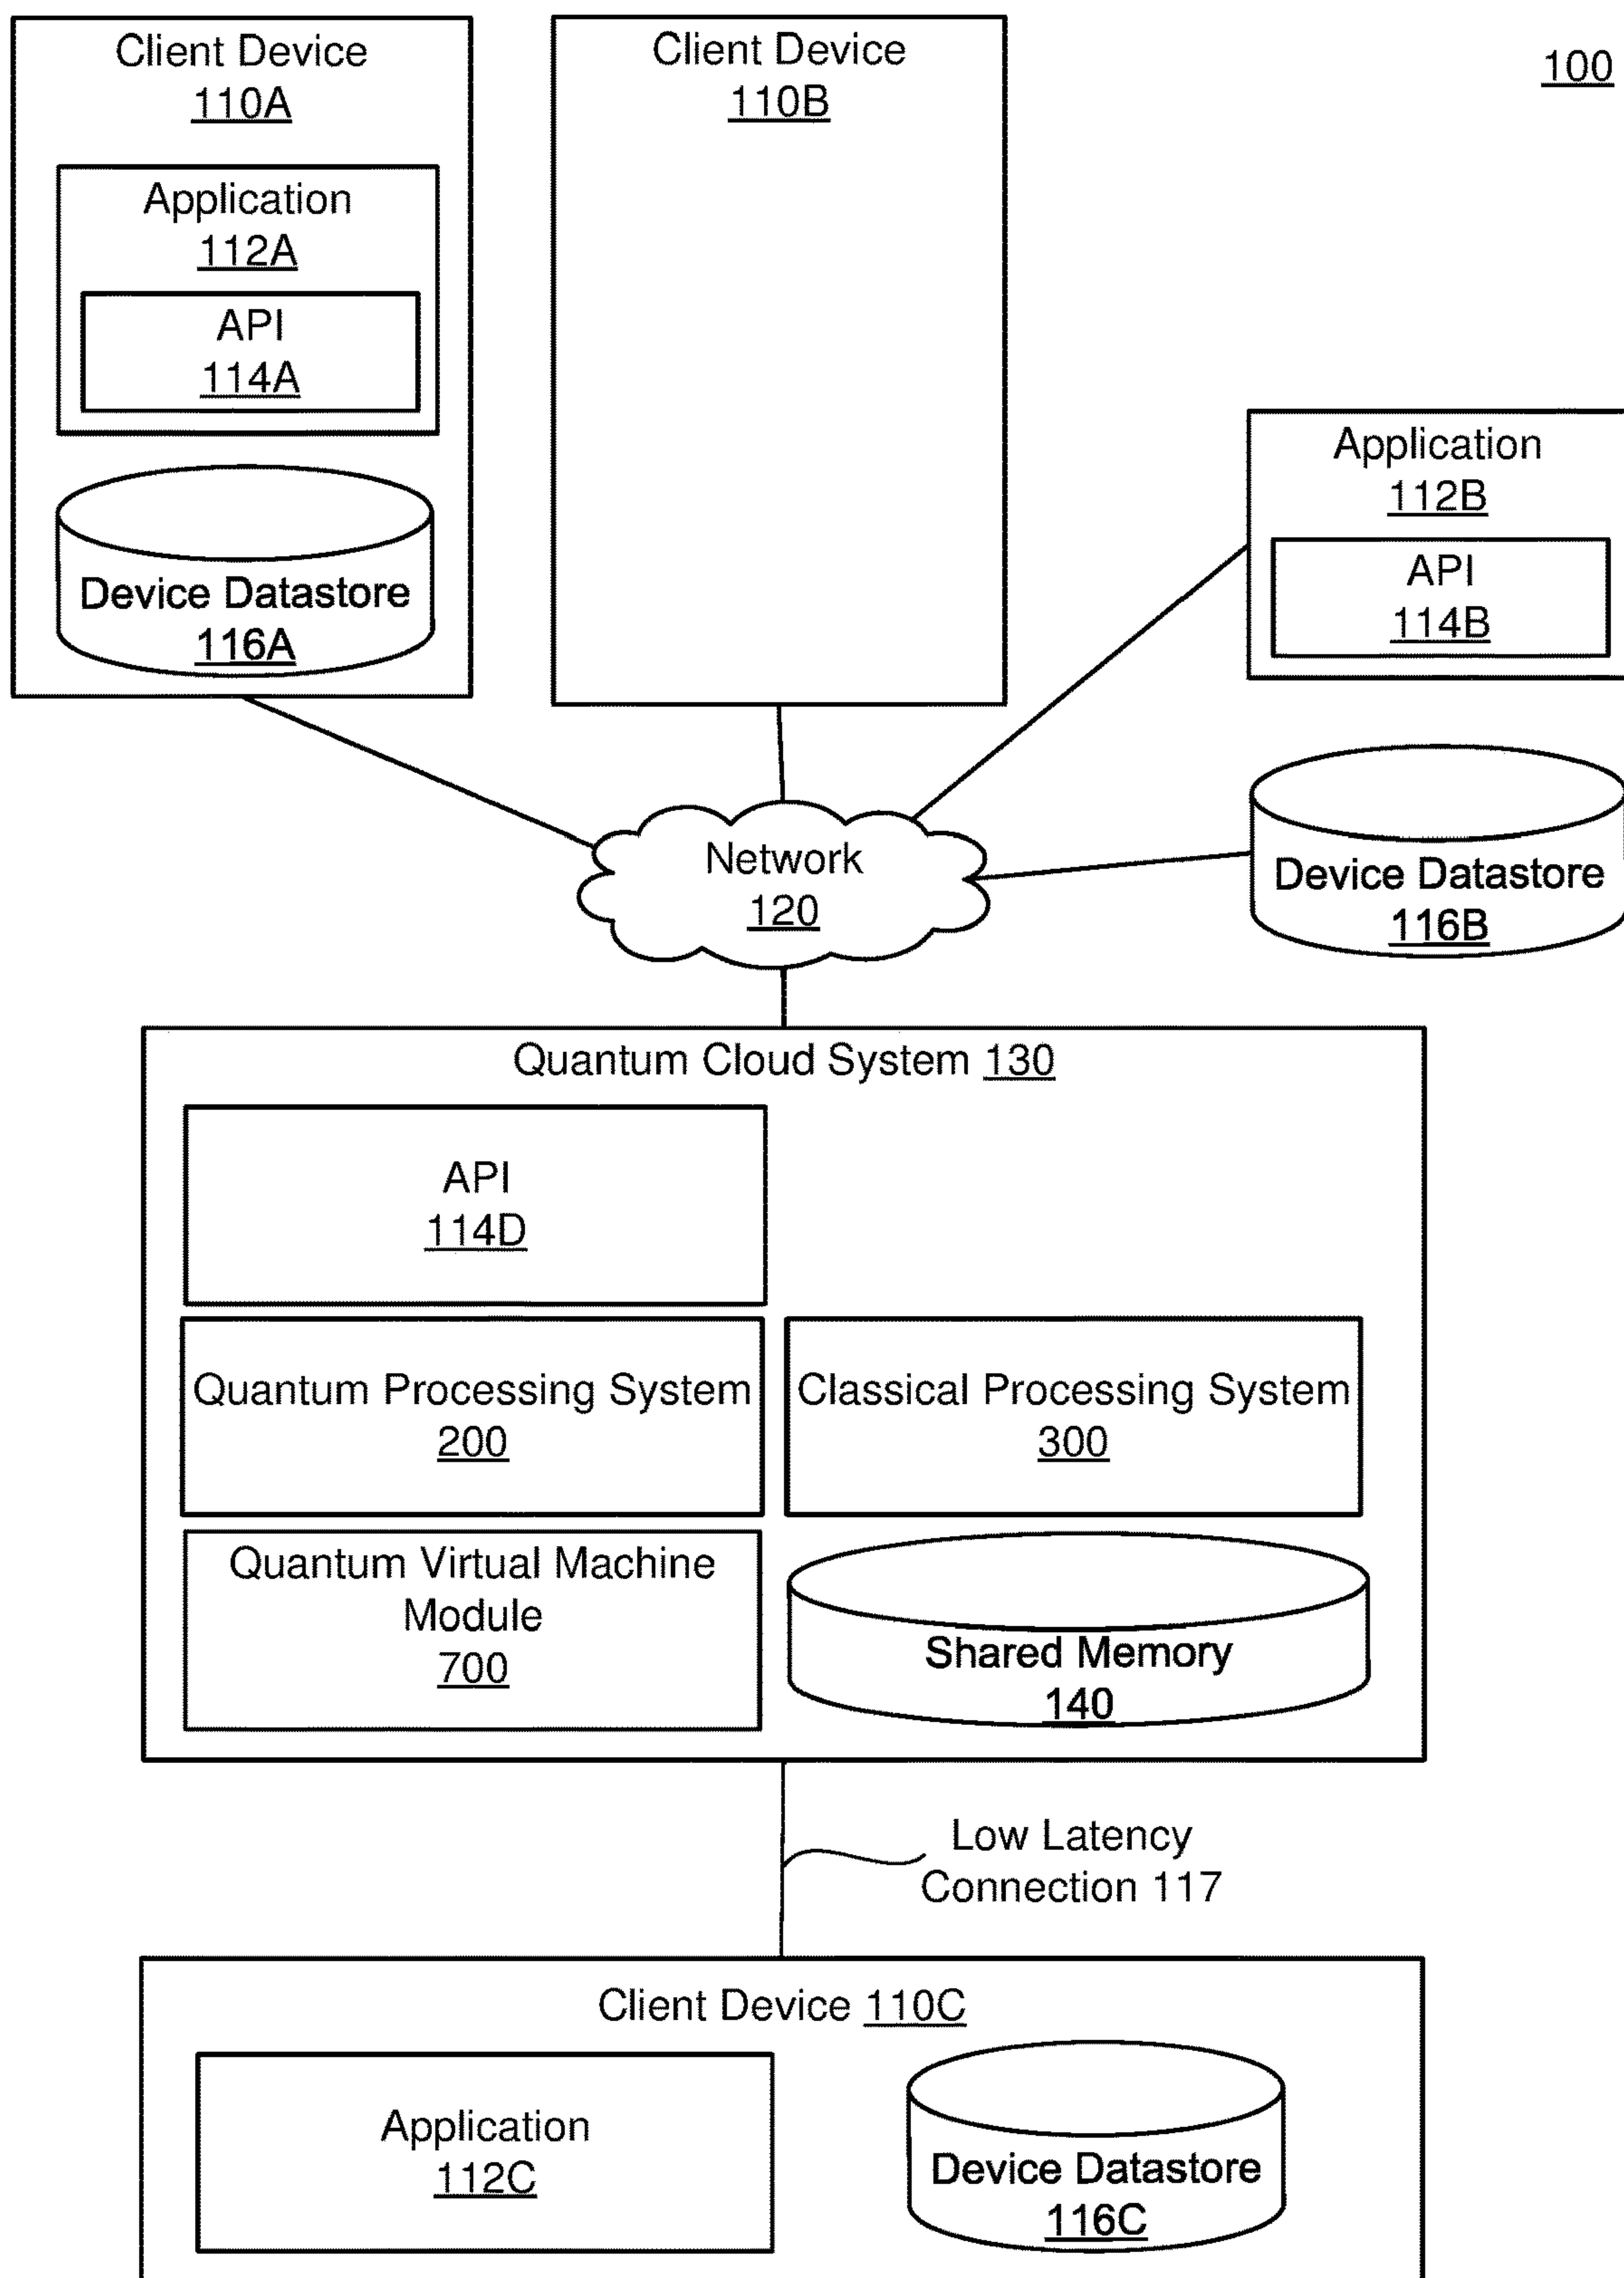 Client Device
110A
Application
112A
API
114A
Device Datastore
116A
Client Device
110B
100
Application
112B
API
114B
Device Datastore
116B
Network
120
Quantum Cloud System 130
API
114D
Quantum Processing System
200
Classical Processing System
300
Quantum Virtual Machine
Module
700
Shared Memory
140
Low Latency
Connection 117
Client Device 110C
Application
112C
Device Datastore
116C